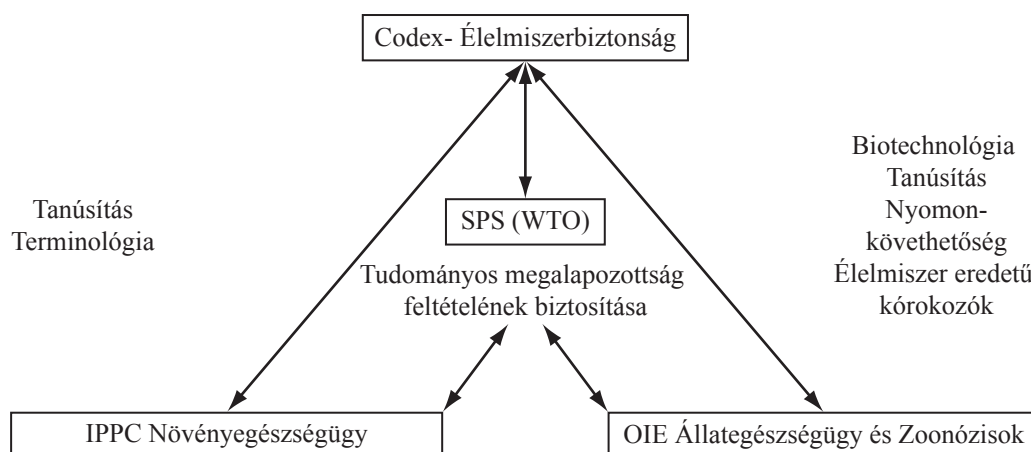 Codex- Élelmiszerbiztonság
Tanúsítás
Terminológia
SPS (WTO)
Tudományos megalapozottság
feltételének biztosítása
Biotechnológia
Tanúsítás
Nyomon-
követhetőség
Élelmiszer eredetű
kórokozók
IPPC Növényegészségügy
OIE Állategészségügy és Zoonózisok